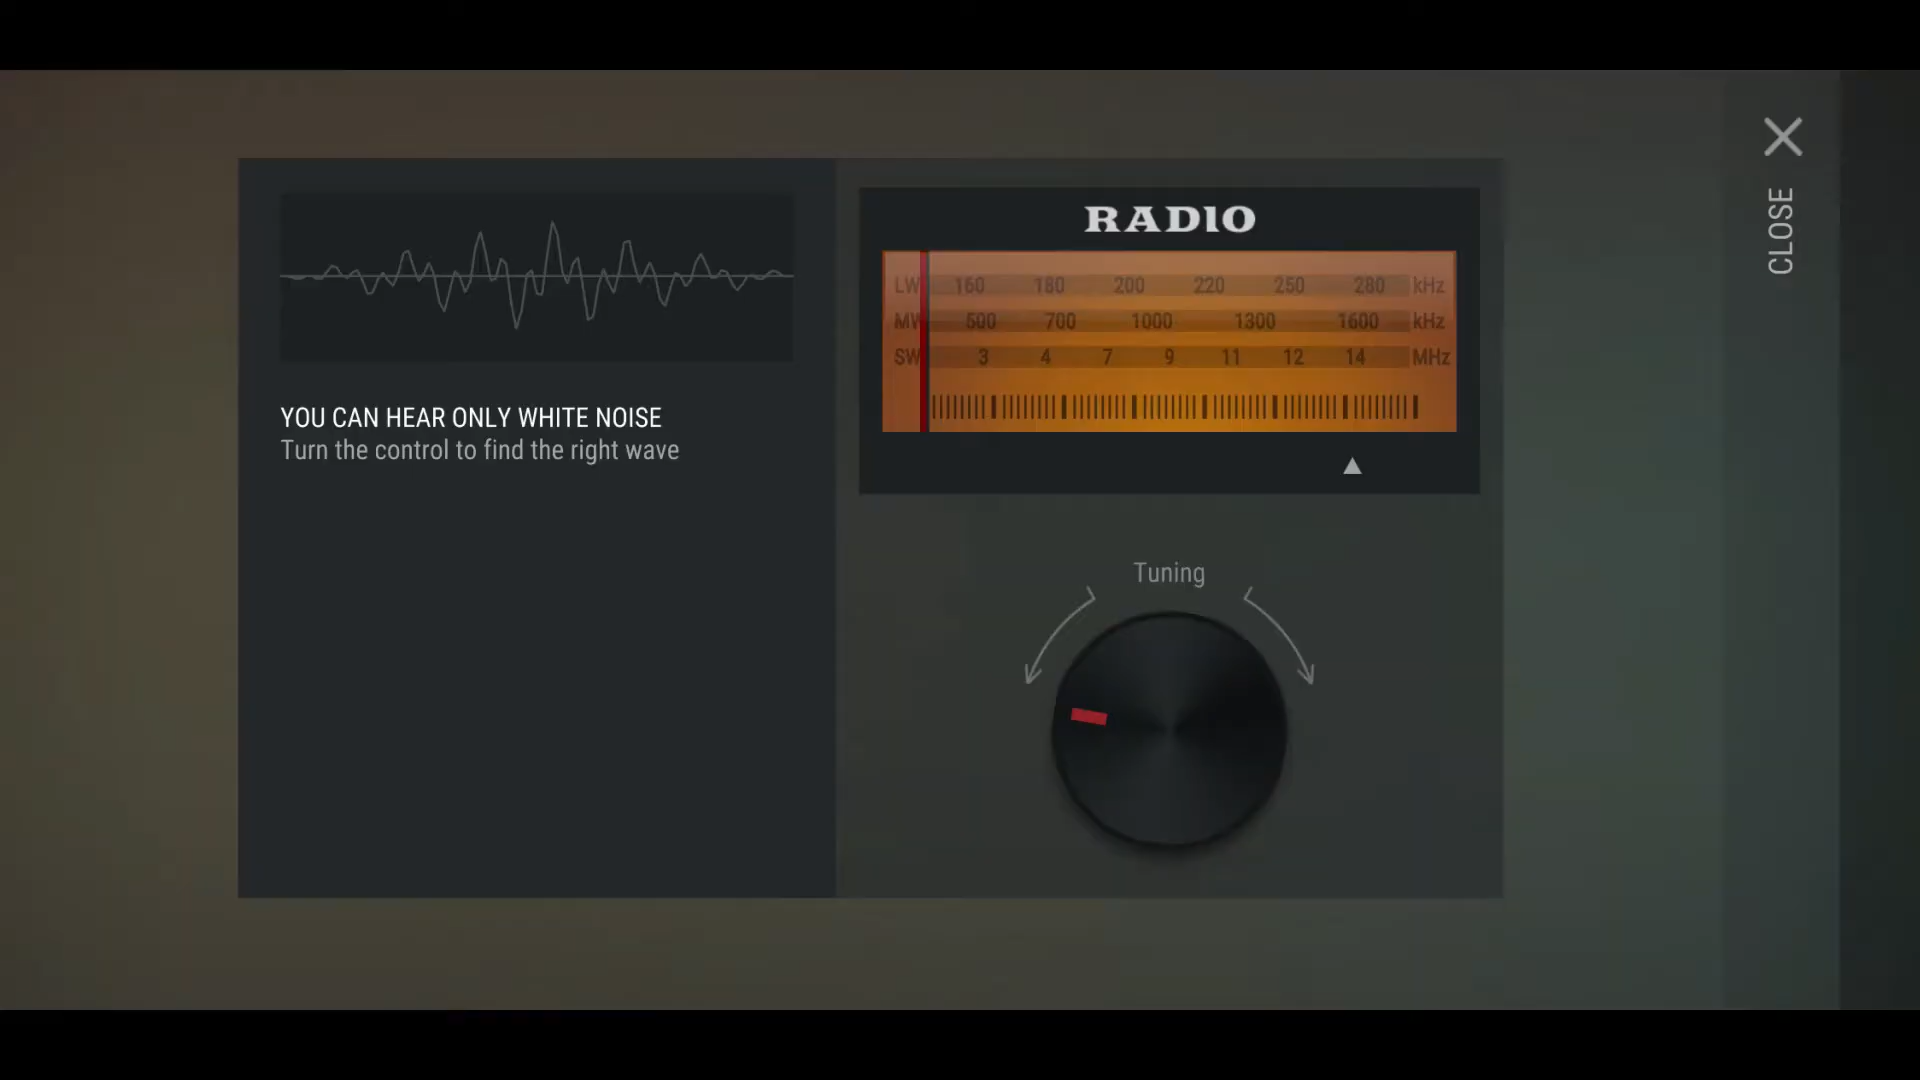 YOU CAN HEAR ONLY WHITE NOISE
Turn the control to find the right wave
RADIO
LW 160 180 200 220 250 280 kHz
MW 500 700 1000 1300 1600 kHz
SW 3 4 7 9 11 12 14 MHz
Tuning
CLOSE